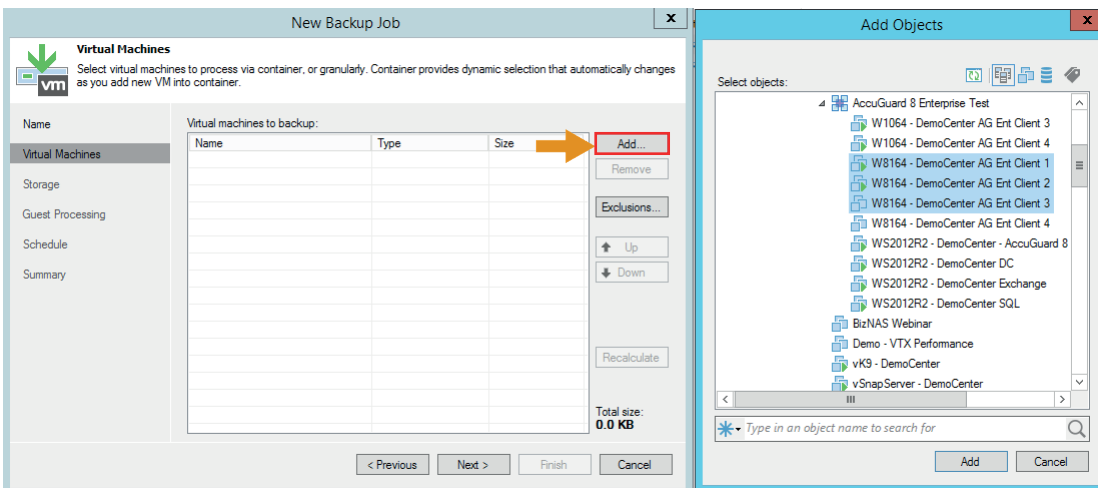 New Backup Job
x
Virtual Machines
Select virtual machines to process via container, or granularly. Container provides dynamic selection that automatically changes
as you add new VM into container.
vm
Name
Virtual Machines
Storage
Guest Processing
Schedule
Summary
Virtual machines to backup:
Name Type Size
Add...
Remove
Exclusions...
Up
Down
Recalculate
Total size:
0.0 KB
< Previous Next > Finish Cancel
Add Objects
x
Select objects:
AccuGuard 8 Enterprise Test
W1064 - DemoCenter AG Ent Client 3
W1064 - DemoCenter AG Ent Client 4
W8164 - DemoCenter AG Ent Client 1
W8164 - DemoCenter AG Ent Client 2
W8164 - DemoCenter AG Ent Client 3
W8164 - DemoCenter AG Ent Client 4
WS2012R2 - DemoCenter - AccuGuard 8
WS2012R2 - DemoCenter DC
WS2012R2 - DemoCenter Exchange
WS2012R2 - DemoCenter SQL
BizNAS Webinar
Demo - VTX Performance
vK9 - DemoCenter
vSnapServer - DemoCenter
Type in an object name to search for
Add Cancel